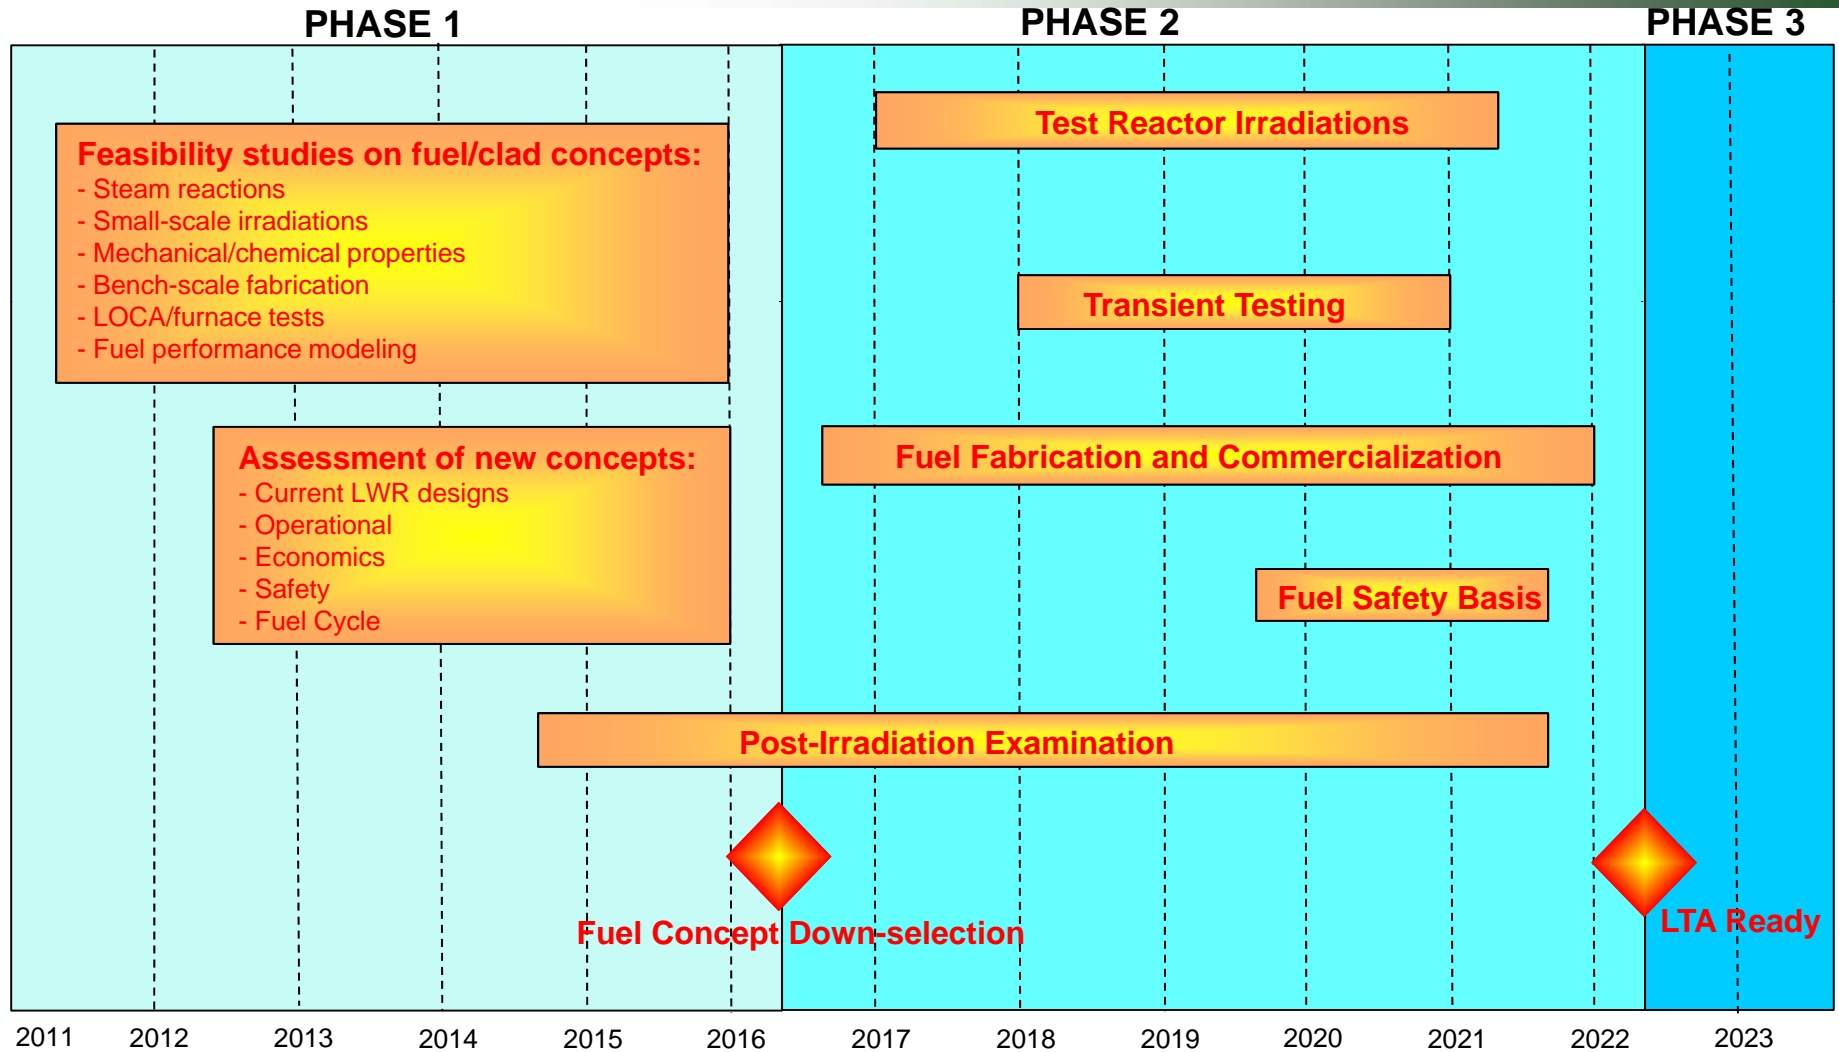 PHASE 1
PHASE 2
PHASE 3
Feasibility studies on fuel/clad concepts:
- Steam reactions
- Small-scale irradiations
- Mechanical/chemical properties
- Bench-scale fabrication
- LOCA/furnace tests
- Fuel performance modeling
Test Reactor Irradiations
Transient Testing
Assessment of new concepts:
- Current LWR designs
- Operational
- Economics
- Safety
- Fuel Cycle
Fuel Fabrication and Commercialization
Fuel Safety Basis
Post-Irradiation Examination
Fuel Concept Down-selection
LTA Ready
2011 2012 2013 2014 2015 2016 2017 2018 2019 2020 2021 2022 2023